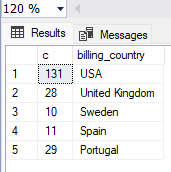 120 %
Results Messages
c billing_country
1 131 USA
2 28 United Kingdom
3 10 Sweden
4 11 Spain
5 29 Portugal